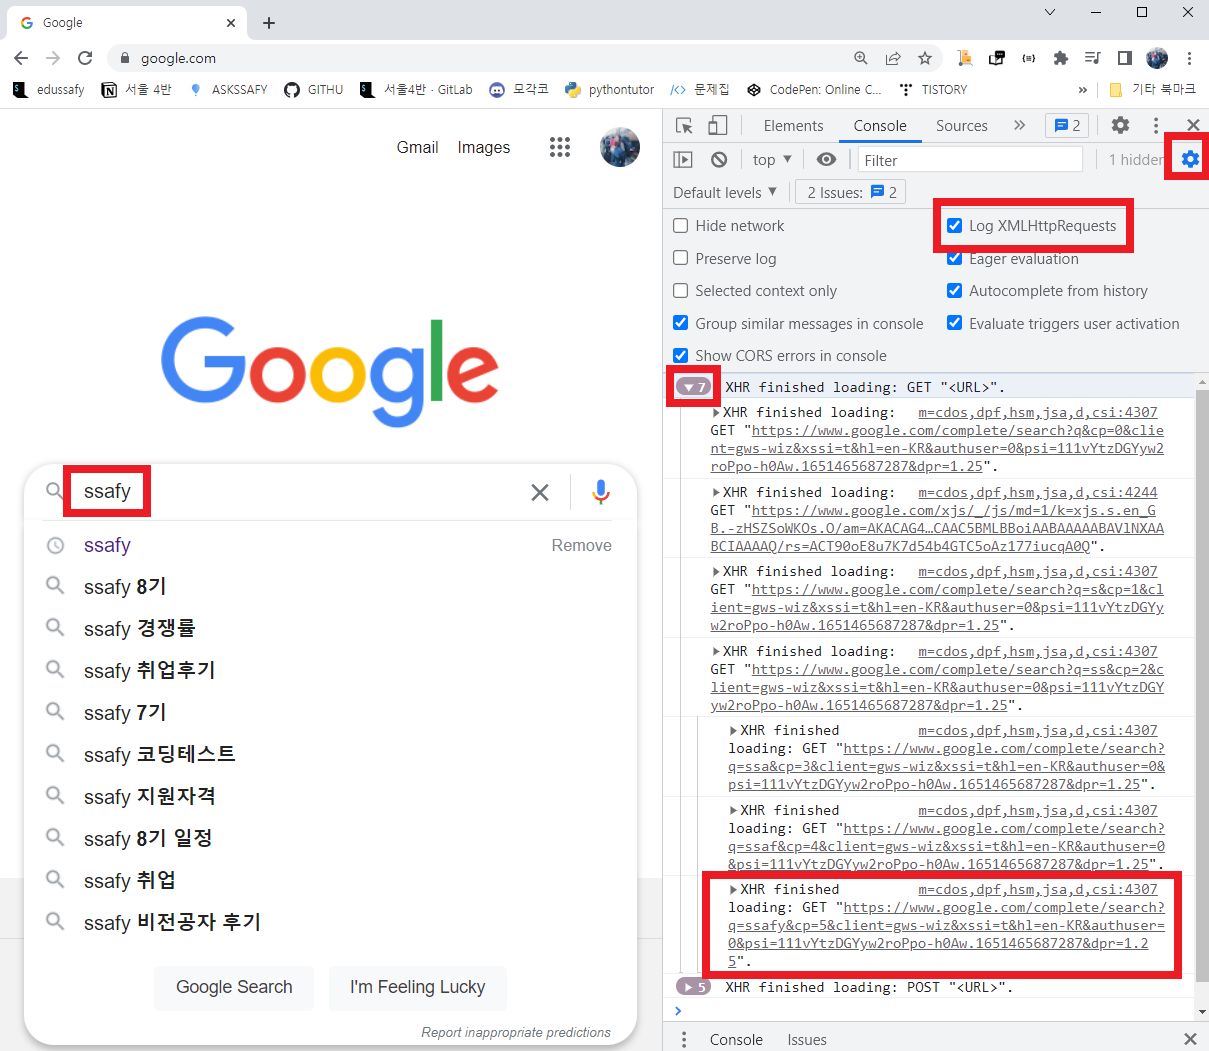 Google
google.com
edussafy
서울 4반
ASKSSAFY
GITHU
서울4반 · GitLab
모각코
pythontutor
문제집
CodePen: Online C...
TISTORY
»
기타 북마크
Gmail
Images
Google
ssafy
ssafy
Remove
ssafy 8기
ssafy 경쟁률
ssafy 취업후기
ssafy 7기
ssafy 코딩테스트
ssafy 지원자격
ssafy 8기 일정
ssafy 취업
ssafy 비전공자 후기
Google Search
I'm Feeling Lucky
Report inappropriate predictions
Elements
Console
Sources
»
2
top
Filter
1 hidden
Default levels
2 Issues:
2
Hide network
Log XMLHttpRequests
Preserve log
Eager evaluation
Selected context only
Autocomplete from history
Group similar messages in console
Evaluate triggers user activation
Show CORS errors in console
7 XHR finished loading: GET "<URL>".
XHR finished loading: m=cdos,dpf,hsm,jsa,d,csi:4307
GET "https://www.google.com/complete/search?q&cp=0&clie
nt=gws-wiz&xssi=t&hl=en-KR&authuser=0&psi=111vYtzDGYyw2
roPpo-h0Aw.1651465687287&dpr=1.25".
XHR finished loading: m=cdos,dpf,hsm,jsa,d,csi:4244
GET "https://www.google.com/xjs/_/js/md=1/k=xjs.s.en_G
B.-zHSZSoWKOs.O/am=AKACAG4…CAAC5BMLBBoiAABAAAAABAVlNXAA
BCIAAAAQ/rs=ACT90oE8u7K7d54b4GTC5oAz177iucqA0Q".
XHR finished loading: m=cdos,dpf,hsm,jsa,d,csi:4307
GET "https://www.google.com/complete/search?q=s&cp=1&cl
ient=gws-wiz&xssi=t&hl=en-KR&authuser=0&psi=111vYtzDGYy
w2roPpo-h0Aw.1651465687287&dpr=1.25".
XHR finished loading: m=cdos,dpf,hsm,jsa,d,csi:4307
GET "https://www.google.com/complete/search?q=ss&cp=2&c
lient=gws-wiz&xssi=t&hl=en-KR&authuser=0&psi=111vYtzDGY
yw2roPpo-h0Aw.1651465687287&dpr=1.25".
XHR finished m=cdos,dpf,hsm,jsa,d,csi:4307
loading: GET "https://www.google.com/complete/search?
q=ssa&cp=3&client=gws-wiz&xssi=t&hl=en-KR&authuser=0&
psi=111vYtzDGYyw2roPpo-h0Aw.1651465687287&dpr=1.25".
XHR finished m=cdos,dpf,hsm,jsa,d,csi:4307
loading: GET "https://www.google.com/complete/search?
q=ssaf&cp=4&client=gws-wiz&xssi=t&hl=en-KR&authuser=0
&psi=111vYtzDGYyw2roPpo-h0Aw.1651465687287&dpr=1.25".
XHR finished m=cdos,dpf,hsm,jsa,d,csi:4307
loading: GET "https://www.google.com/complete/search?
q=ssafy&cp=5&client=gws-wiz&xssi=t&hl=en-KR&authuser=
0&psi=111vYtzDGYyw2roPpo-h0Aw.1651465687287&dpr=1.2
5".
5 XHR finished loading: POST "<URL>".
Console
Issues